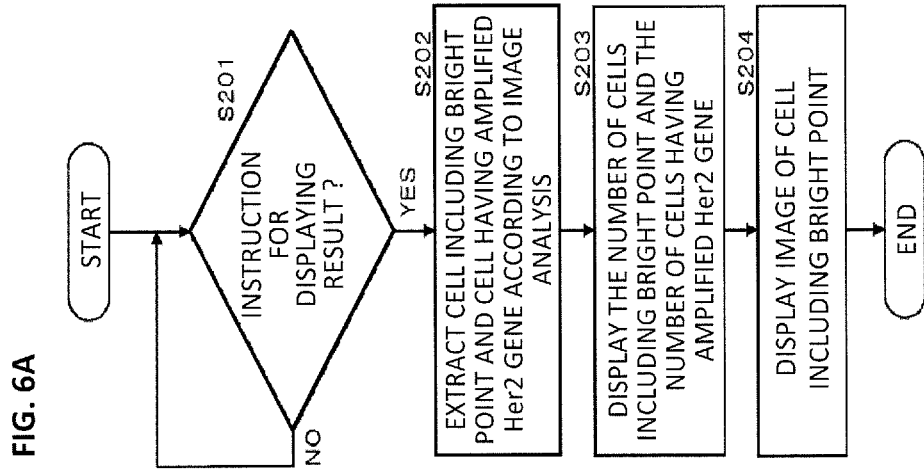 FIG. 6A
START
S201
INSTRUCTION
FOR
DISPLAYING
RESULT ?
NO
YES
S202
EXTRACT CELL INCLUDING BRIGHT
POINT AND CELL HAVING AMPLIFIED
Her2 GENE ACCORDING TO IMAGE
ANALYSIS
S203
DISPLAY THE NUMBER OF CELLS
INCLUDING BRIGHT POINT AND THE
NUMBER OF CELLS HAVING
AMPLIFIED Her2 GENE
S204
DISPLAY IMAGE OF CELL
INCLUDING BRIGHT POINT
END